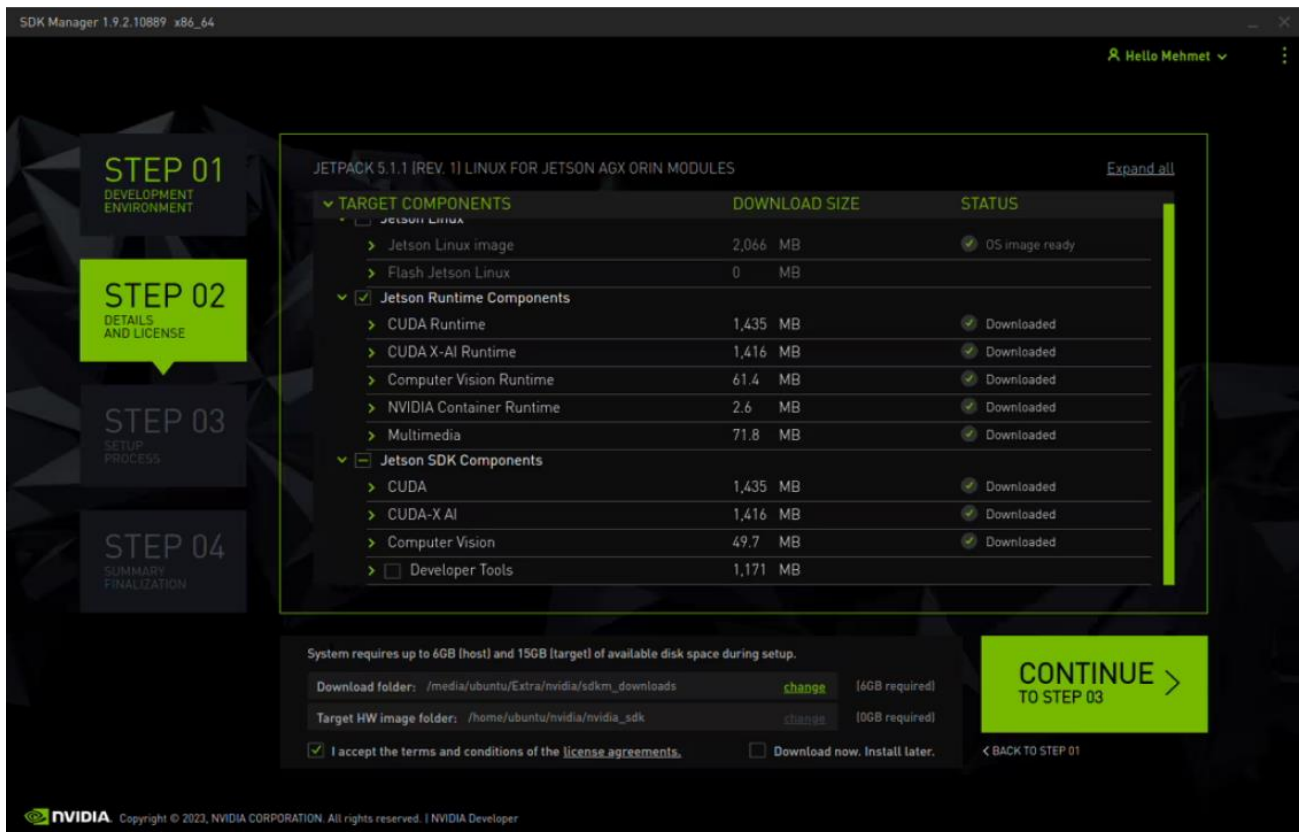 SDK Manager 1.9.2.10889 x86_64
Hello Mehmet
STEP 01
DEVELOPMENT
ENVIRONMENT
STEP 02
DETAILS
AND LICENSE
STEP 03
SETUP
PROCESS
STEP 04
SUMMARY
FINALIZATION
JETPACK 5.1.1 (REV. 1) LINUX FOR JETSON AGX ORIN MODULES Expand all
TARGET COMPONENTS DOWNLOAD SIZE STATUS
Jetson Linux
Jetson Linux image 2,066 MB OS image ready
Flash Jetson Linux 0 MB
Jetson Runtime Components
CUDA Runtime 1,435 MB Downloaded
CUDA X-AI Runtime 1,416 MB Downloaded
Computer Vision Runtime 61.4 MB Downloaded
NVIDIA Container Runtime 2.6 MB Downloaded
Multimedia 71.8 MB Downloaded
Jetson SDK Components
CUDA 1,435 MB Downloaded
CUDA-X AI 1,416 MB Downloaded
Computer Vision 49.7 MB Downloaded
Developer Tools 1,171 MB
System requires up to 6GB (host) and 15GB (target) of available disk space during setup.
Download folder: /media/ubuntu/Extra/nvidia/sdkm_downloads change (6GB required)
Target HW image folder: /home/ubuntu/nvidia/nvidia_sdk change (0GB required)
I accept the terms and conditions of the license agreements. Download now. Install later.
CONTINUE
TO STEP 03
BACK TO STEP 01
NVIDIA. Copyright © 2023, NVIDIA CORPORATION. All rights reserved. | NVIDIA Developer